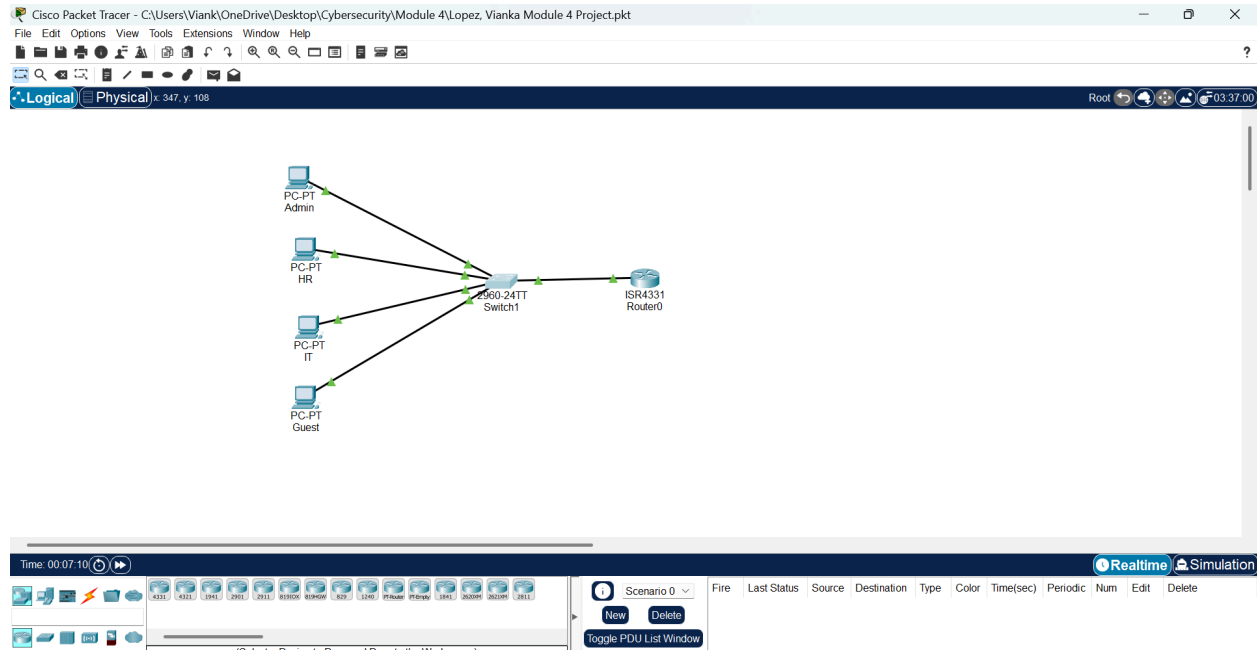 Cisco Packet Tracer - C:\Users\Viank\OneDrive\Desktop\Cybersecurity\Module 4\Lopez, Vianka Module 4 Project.pkt
File Edit Options View Tools Extensions Window Help
?
Logical Physical x: 347, y: 108 Root 03:37:00
PC-PT
Admin
PC-PT
HR
PC-PT
IT
PC-PT
Guest
2960-24TT
Switch1
ISR4331
Router0
Time: 00:07:10 Realtime Simulation
4331 4321 1941 2901 2911 819IOX 819HGW 829 1240 PT-Router PT-Empty 1841 2620XM 2621XM 2811
Scenario 0
New Delete
Toggle PDU List Window
Fire Last Status Source Destination Type Color Time(sec) Periodic Num Edit Delete